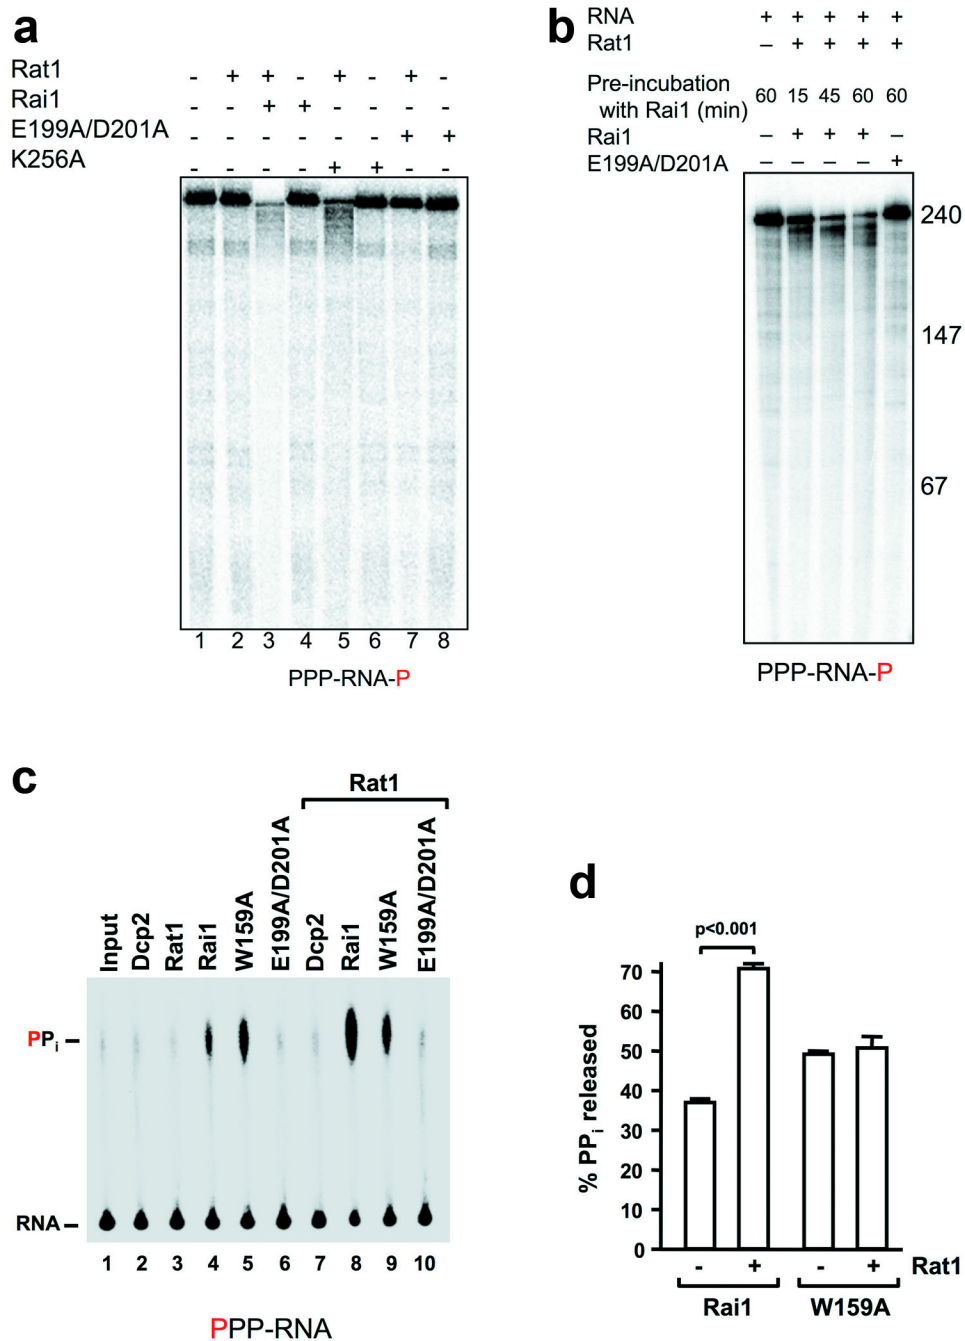 a
Rat1 - + + - + - + -
Rai1 - - + + - - - -
E199A/D201A - - - - - - + +
K256A - - - - + + - -
1 2 3 4 5 6 7 8
PPP-RNA-P
b
RNA + + + + +
Rat1 – + + + +
Pre-incubation
with Rai1 (min) 60 15 45 60 60
Rai1 – + + + –
E199A/D201A – – – – +
240
147
67
PPP-RNA-P
c
Rat1
Input Dcp2 Rat1 Rai1 W159A E199A/D201A Dcp2 Rai1 W159A E199A/D201A
PPi –
RNA –
1 2 3 4 5 6 7 8 9 10
PPP-RNA
d
p<0.001
% PPi released
70
60
50
40
30
20
10
0
- + - + Rat1
Rai1 W159A